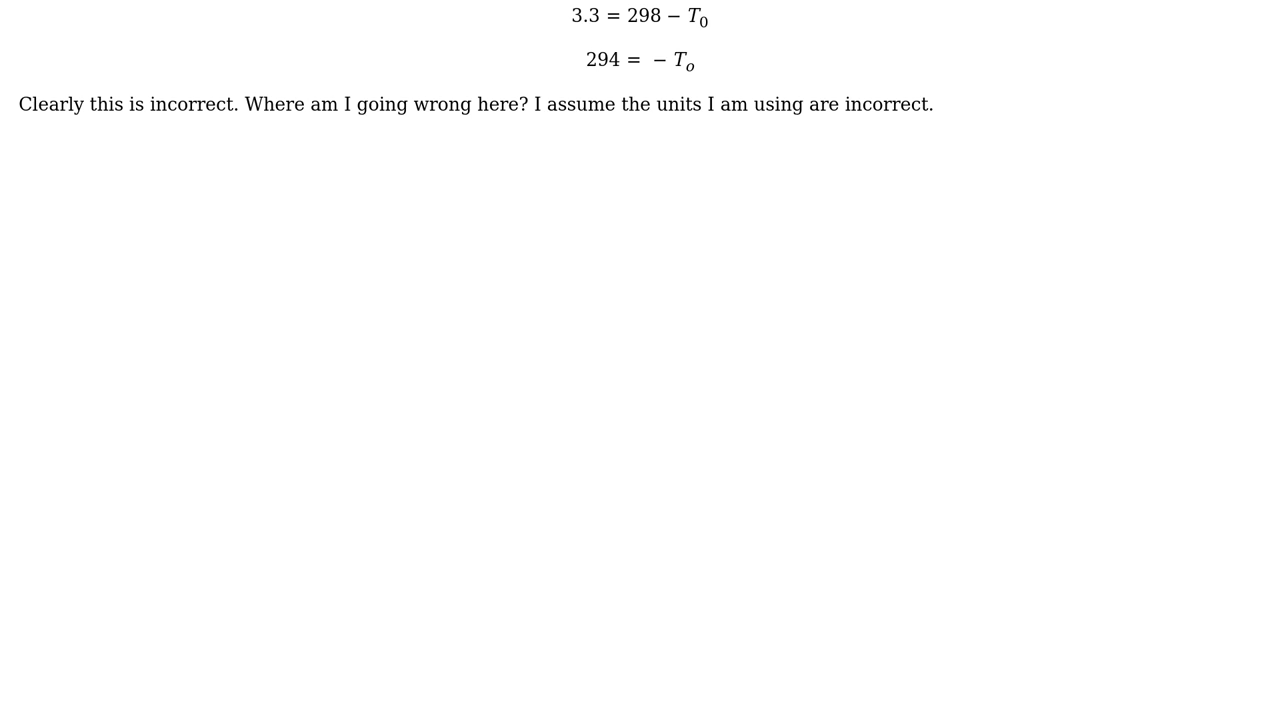 3.3 = 298 − T₀
294 = − Tₒ
Clearly this is incorrect. Where am I going wrong here? I assume the units I am using are incorrect.